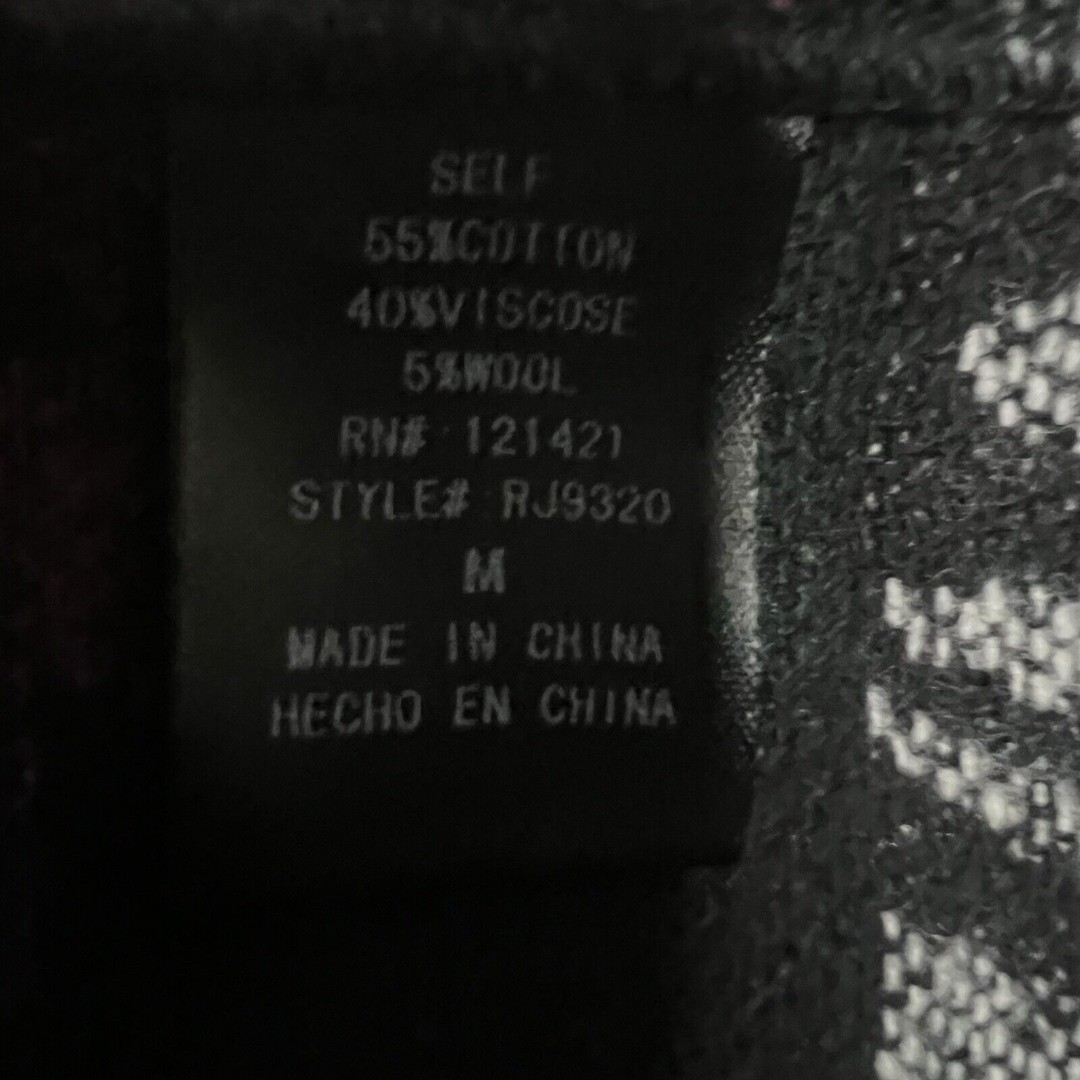 SELF
55%COTTON
40%VISCOSE
5%WOOL
RN# 121421
STYLE# RJ9320
M
MADE IN CHINA
HECHO EN CHINA